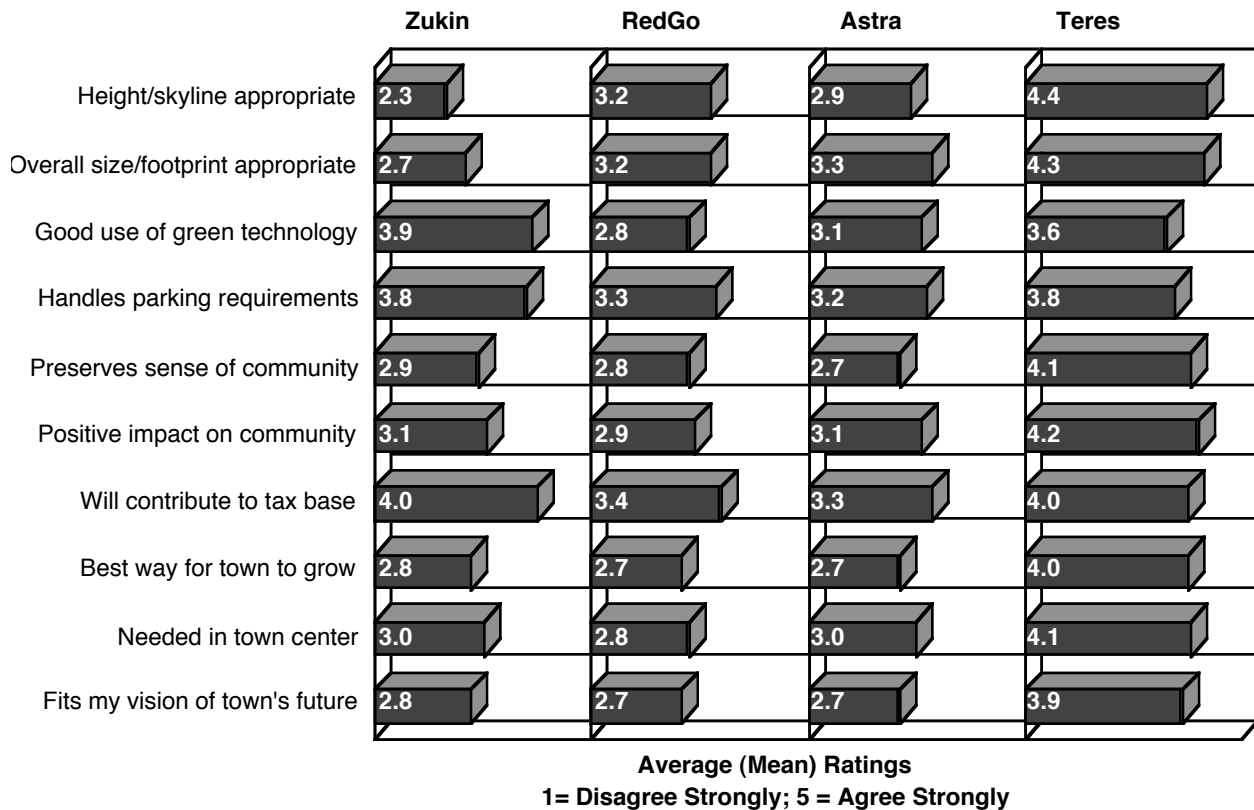 Zukin RedGo Astra Teres
Height/skyline appropriate 2.3 3.2 2.9 4.4
Overall size/footprint appropriate 2.7 3.2 3.3 4.3
Good use of green technology 3.9 2.8 3.1 3.6
Handles parking requirements 3.8 3.3 3.2 3.8
Preserves sense of community 2.9 2.8 2.7 4.1
Positive impact on community 3.1 2.9 3.1 4.2
Will contribute to tax base 4.0 3.4 3.3 4.0
Best way for town to grow 2.8 2.7 2.7 4.0
Needed in town center 3.0 2.8 3.0 4.1
Fits my vision of town's future 2.8 2.7 2.7 3.9
Average (Mean) Ratings
1= Disagree Strongly; 5 = Agree Strongly